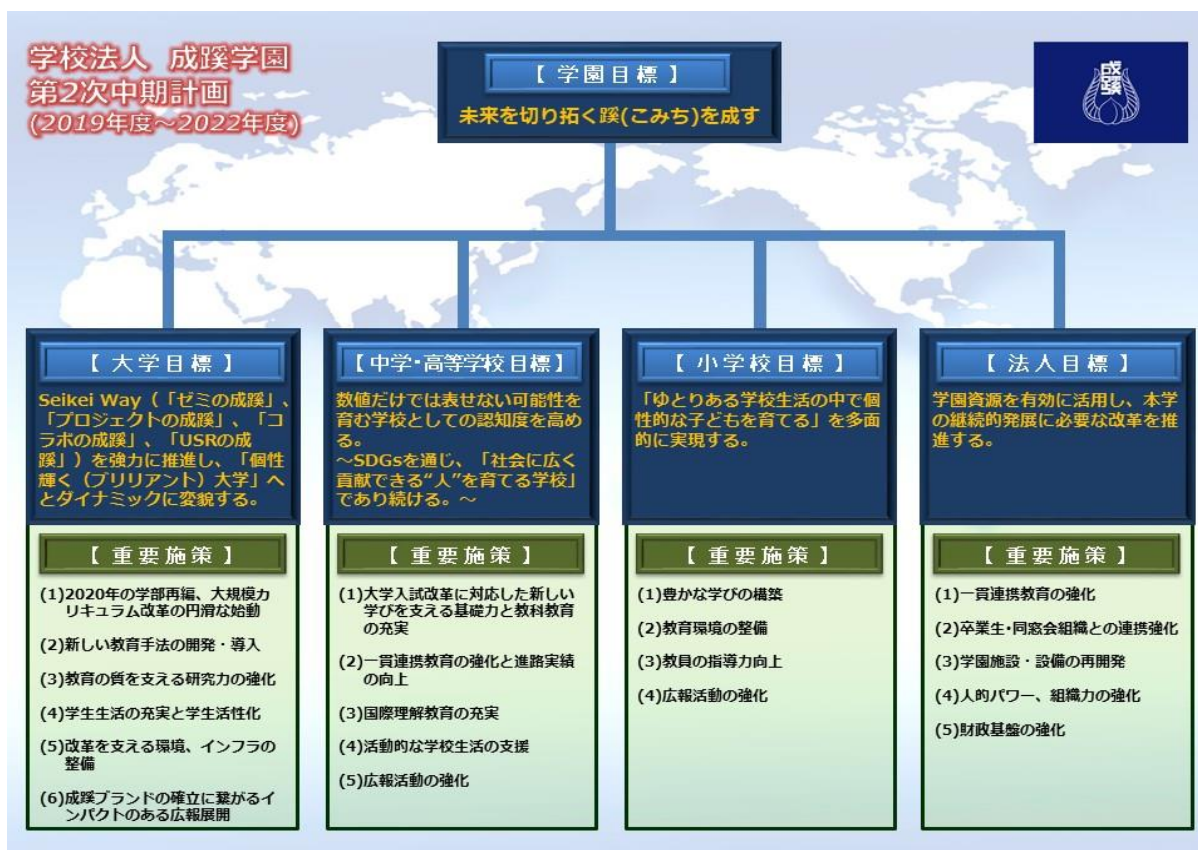 学校法人 成蹊学園
第2次中期計画
(2019年度～2022年度)
【 学園目標 】
未来を切り拓く蹊(こみち)を成す
成蹊
【 大学目標 】
Seikei Way（「ゼミの成蹊」、
「プロジェクトの成蹊」、「コ
ラボの成蹊」、「USRの成
蹊」）を強力に推進し、「個性
輝く（ブリリアント）大学」へ
とダイナミックに変貌する。
【 重要施策 】
(1)2020年の学部再編、大規模カ
リキュラム改革の円滑な始動
(2)新しい教育手法の開発・導入
(3)教育の質を支える研究力の強化
(4)学生生活の充実と学生活性化
(5)改革を支える環境、インフラの
整備
(6)成蹊ブランドの確立に繋がるイ
ンパクトのある広報展開
【中学・高等学校目標】
数値だけでは表せない可能性を
育む学校としての認知度を高め
る。
～SDGsを通じ、「社会に広く
貢献できる“人”を育てる学校」
であり続ける。～
【 重要施策 】
(1)大学入試改革に対応した新しい
学びを支える基礎力と教科教育
の充実
(2)一貫連携教育の強化と進路実績
の向上
(3)国際理解教育の充実
(4)活動的な学校生活の支援
(5)広報活動の強化
【 小学校目標 】
「ゆとりある学校生活の中で個
性的な子どもを育てる」を多面
的に実現する。
【 重要施策 】
(1)豊かな学びの構築
(2)教育環境の整備
(3)教員の指導力向上
(4)広報活動の強化
【 法人目標 】
学園資源を有効に活用し、本学
の継続的発展に必要な改革を推
進する。
【 重要施策 】
(1)一貫連携教育の強化
(2)卒業生・同窓会組織との連携強化
(3)学園施設・設備の再開発
(4)人的パワー、組織力の強化
(5)財政基盤の強化